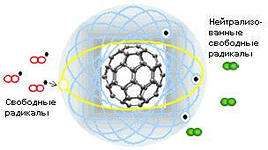 Нейтрализо-
ванные
свободные
радикалы
Свободные
радикалы